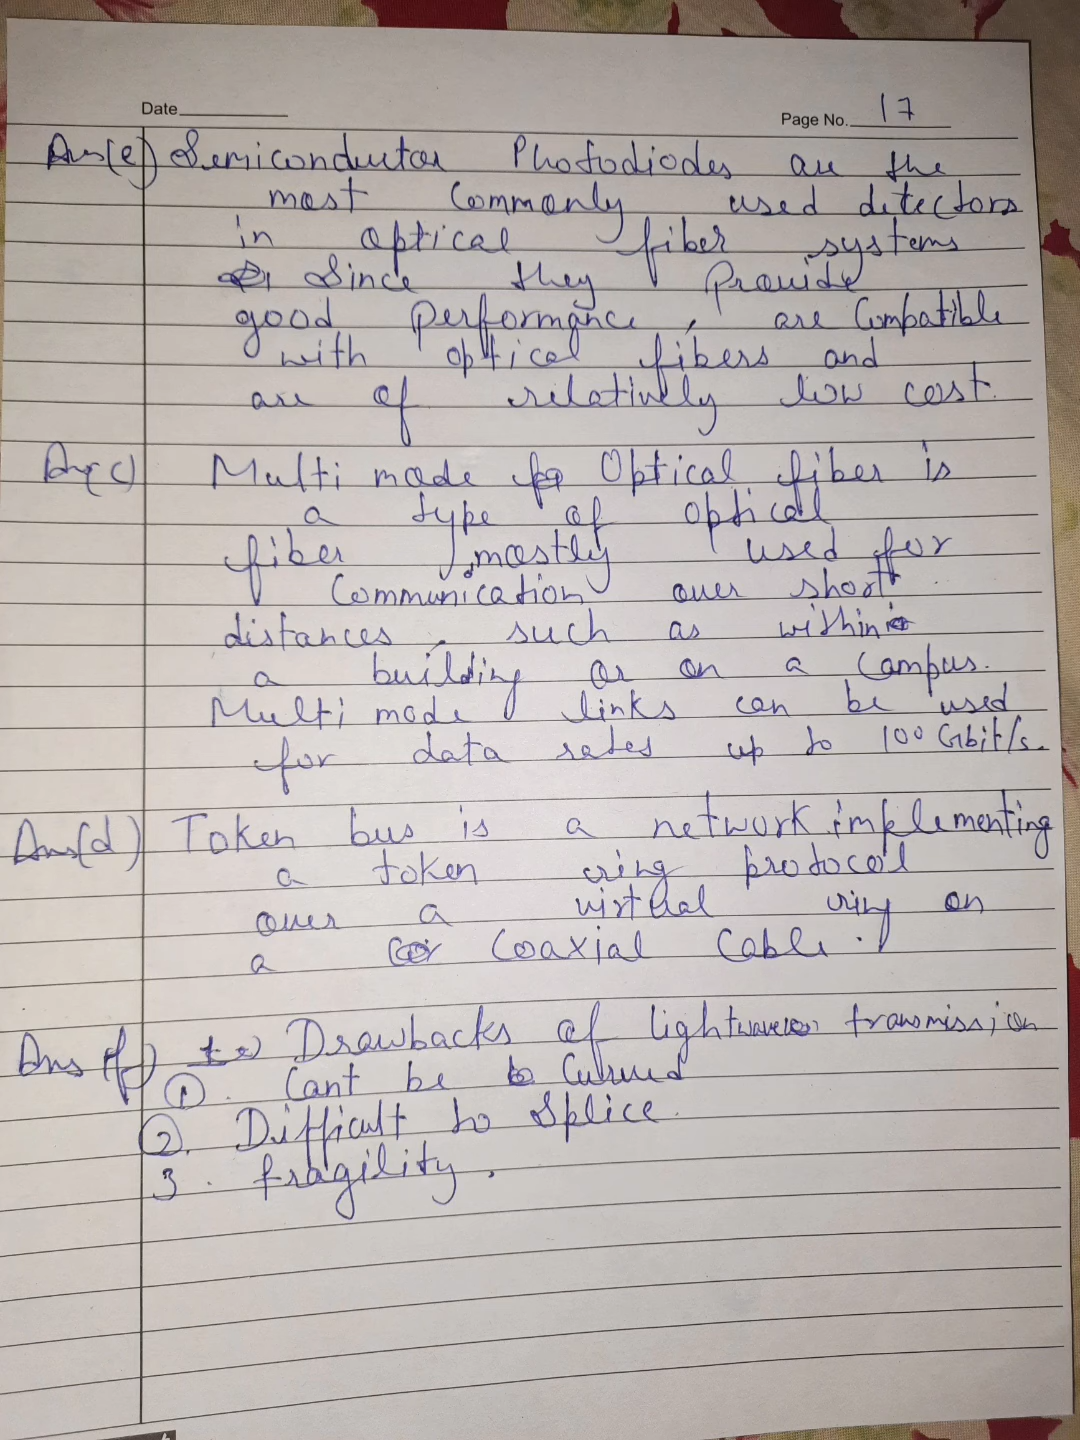 Date
Page No. 17
Ans(e) Semiconductor Photodiodes are the
most Commonly used detectors
in optical fiber systems
Since they Provide
good performance, are Compatible
with optical fibers and
are of relatively low cost.
Ans(c) Multi mode Optical fiber is
a type of optical
fiber mostly used for
Communication over short
distances, such as within
a building or on a Campus.
Multi mode links can be used
for data rates up to 100 Gbit/s.
Ans(d) Token bus is a network implementing
a token ring protocol
over a virtual ring on
a Coaxial Cable.
Ans (f) Drawbacks of lightwave transmission
1. Cant be Curved
2. Difficult to Splice.
3. fragility.